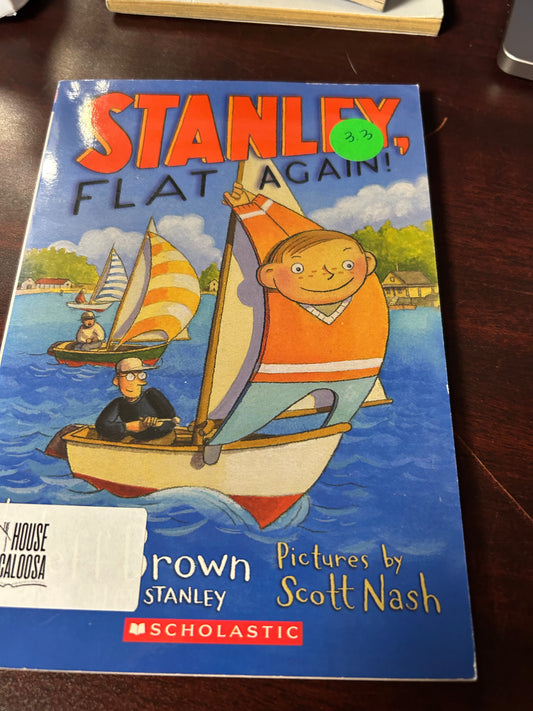 STANLEY,
3.3
FLAT AGAIN!
HOUSE
CALOOSA
Brown
STANLEY
Pictures by
Scott Nash
SCHOLASTIC